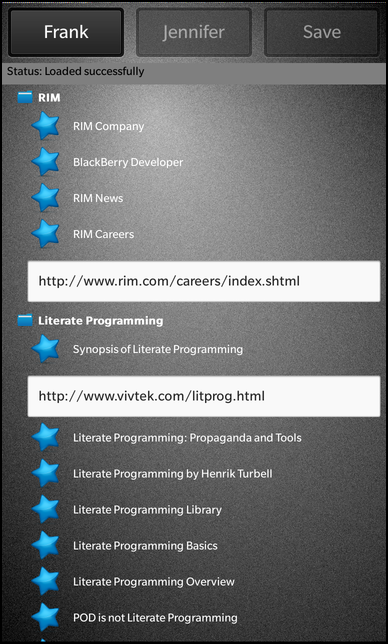 Frank
Jennifer
Save
Status: Loaded successfully
RIM
RIM Company
BlackBerry Developer
RIM News
RIM Careers
http://www.rim.com/careers/index.shtml
Literate Programming
Synopsis of Literate Programming
http://www.vivtek.com/litprog.html
Literate Programming: Propaganda and Tools
Literate Programming by Henrik Turbell
Literate Programming Library
Literate Programming Basics
Literate Programming Overview
POD is not Literate Programming